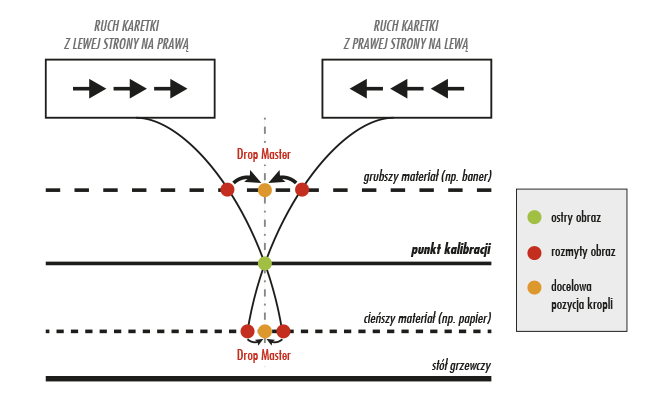 RUCH KARETKI
Z LEWEJ STRONY NA PRAWĄ
RUCH KARETKI
Z PRAWEJ STRONY NA LEWĄ
Drop Master
grubszy materiał (np. baner)
punkt kalibracji
cieńszy materiał (np. papier)
Drop Master
stół grzewczy
ostry obraz
rozmyty obraz
docelowa
pozycja kropli